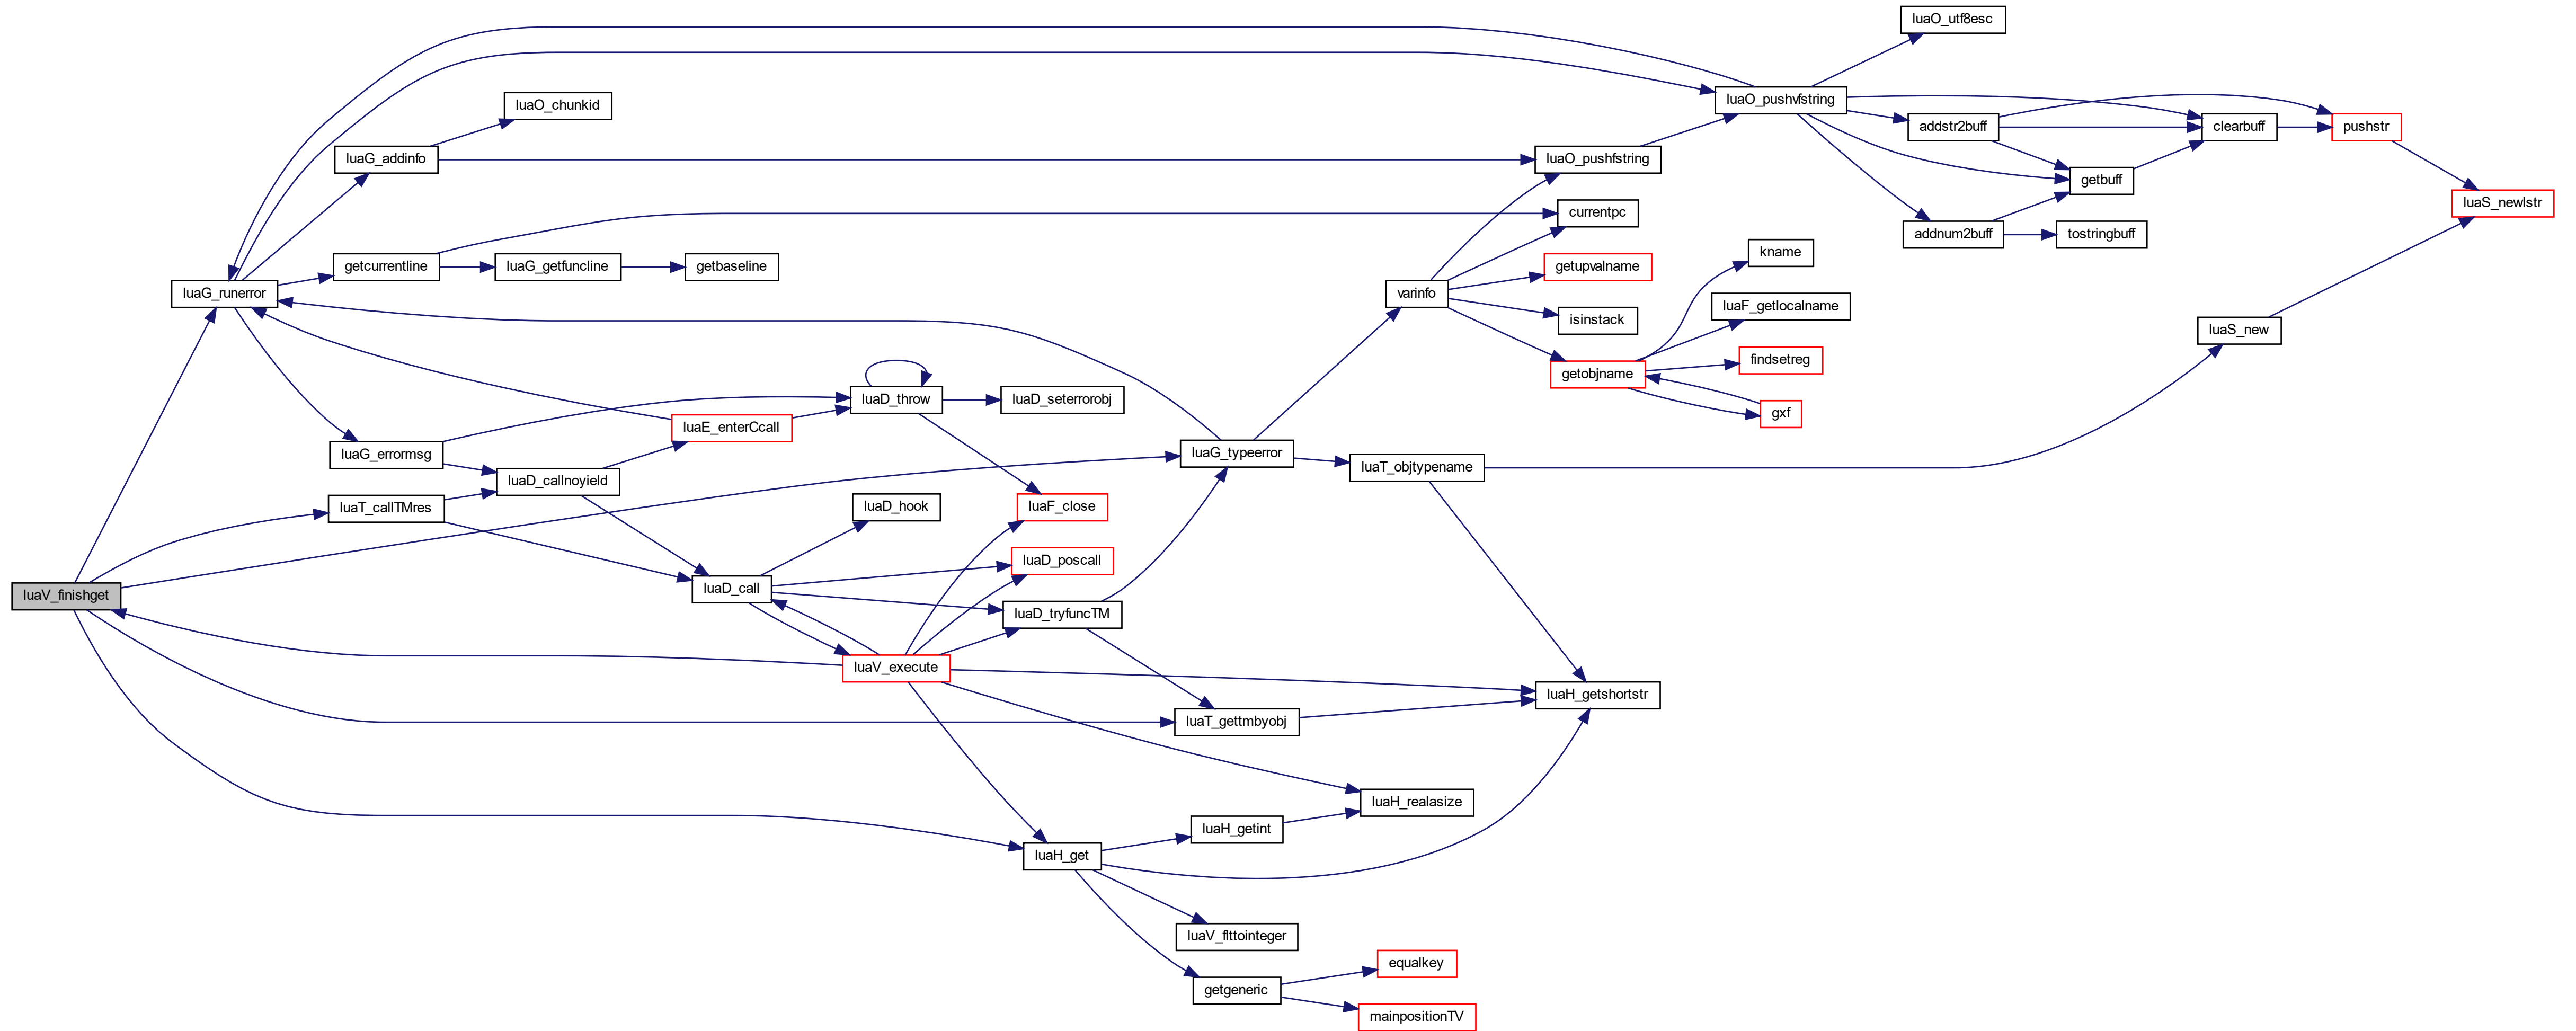 luaV_finishget
luaG_runerror
luaG_addinfo
luaO_chunkid
getcurrentline
luaG_getfuncline
getbaseline
luaG_errormsg
luaT_callTMres
luaD_callnoyield
luaE_enterCcall
luaD_call
luaD_throw
luaD_seterrorobj
luaD_hook
luaF_close
luaD_poscall
luaD_tryfuncTM
luaV_execute
luaG_typeerror
luaT_gettmbyobj
luaH_get
luaH_getint
luaH_realasize
luaV_flttointeger
getgeneric
equalkey
mainpositionTV
luaT_objtypename
luaH_getshortstr
varinfo
luaO_pushfstring
currentpc
getupvalname
isinstack
getobjname
kname
luaF_getlocalname
findsetreg
gxf
luaO_pushvfstring
luaO_utf8esc
addstr2buff
clearbuff
pushstr
getbuff
addnum2buff
tostringbuff
luaS_newlstr
luaS_new